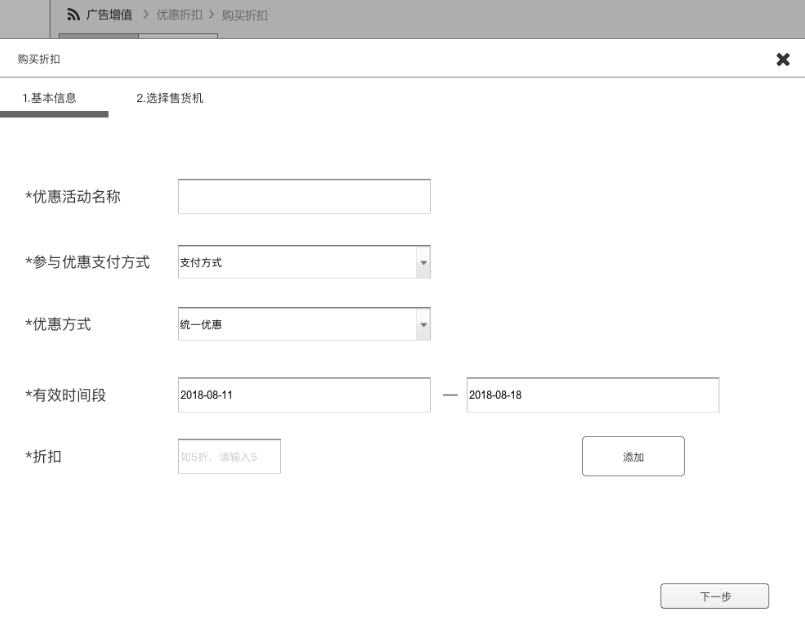 广告增值 > 优惠折扣 > 购买折扣
购买折扣
1.基本信息 2.选择售货机
*优惠活动名称
*参与优惠支付方式 支付方式
*优惠方式 统一优惠
*有效时间段 2018-08-11 — 2018-08-18
*折扣 如5折，请输入5 添加
下一步